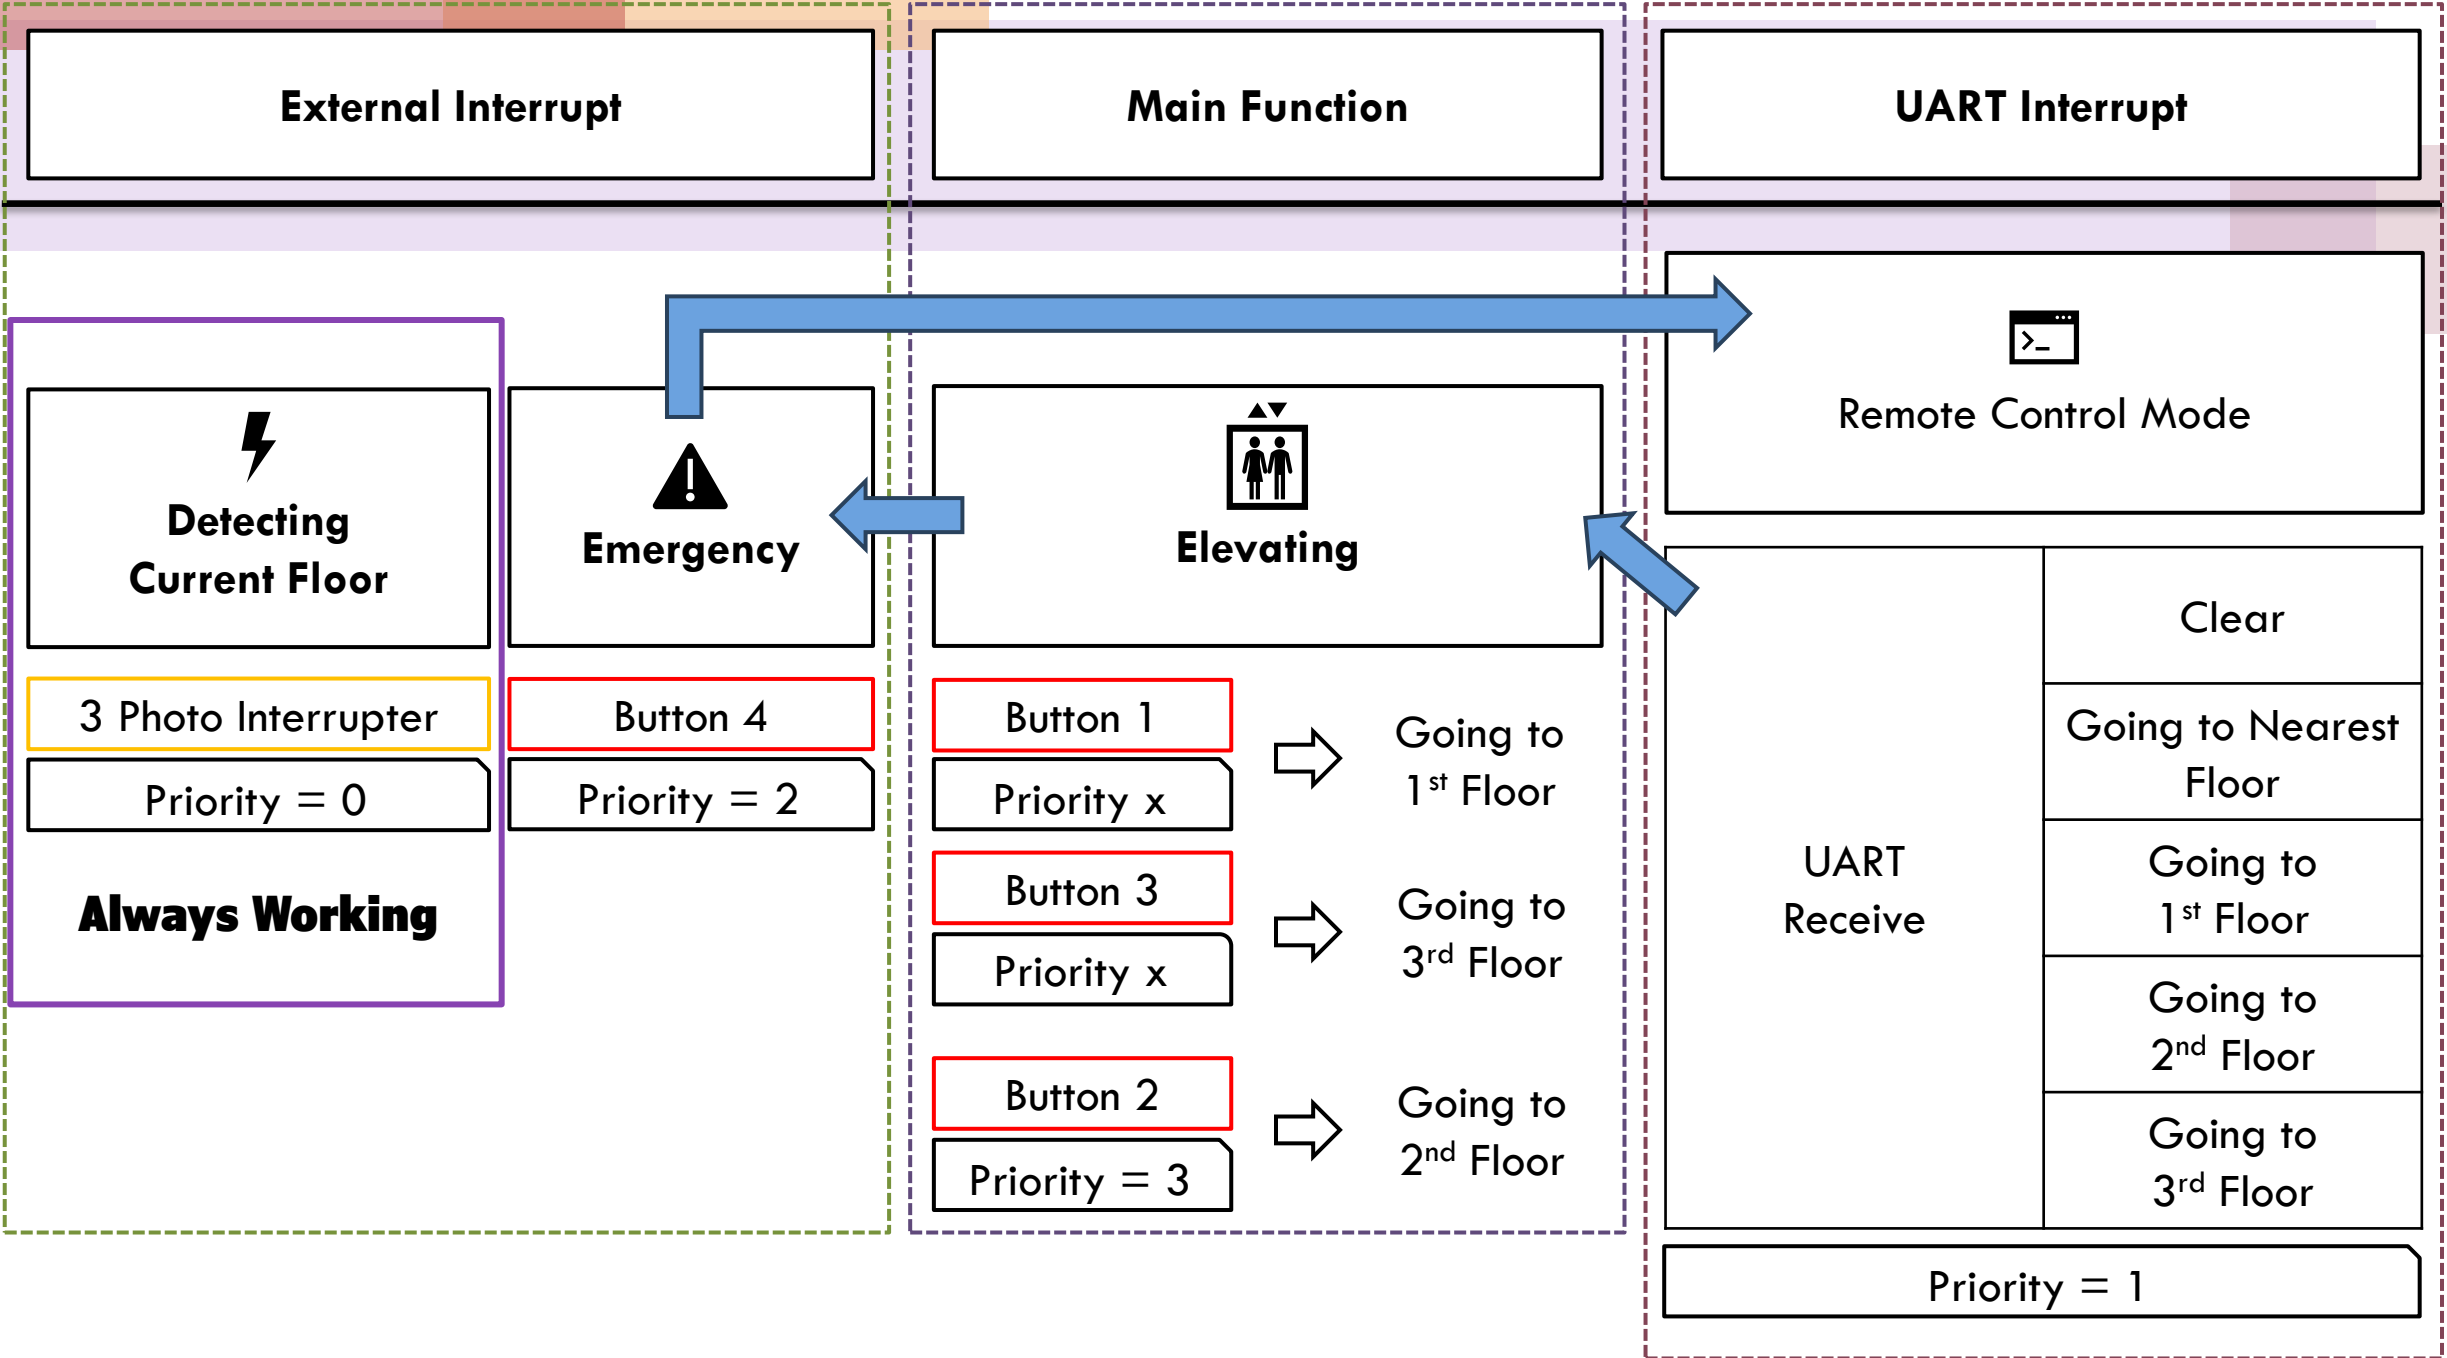 External Interrupt
Main Function
UART Interrupt
Detecting
Current Floor
3 Photo Interrupter
Priority = 0
Always Working
Emergency
Button 4
Priority = 2
Elevating
Button 1
Priority x
Going to
1st Floor
Button 3
Priority x
Going to
3rd Floor
Button 2
Priority = 3
Going to
2nd Floor
>_
Remote Control Mode
UART
Receive
Clear
Going to Nearest
Floor
Going to
1st Floor
Going to
2nd Floor
Going to
3rd Floor
Priority = 1